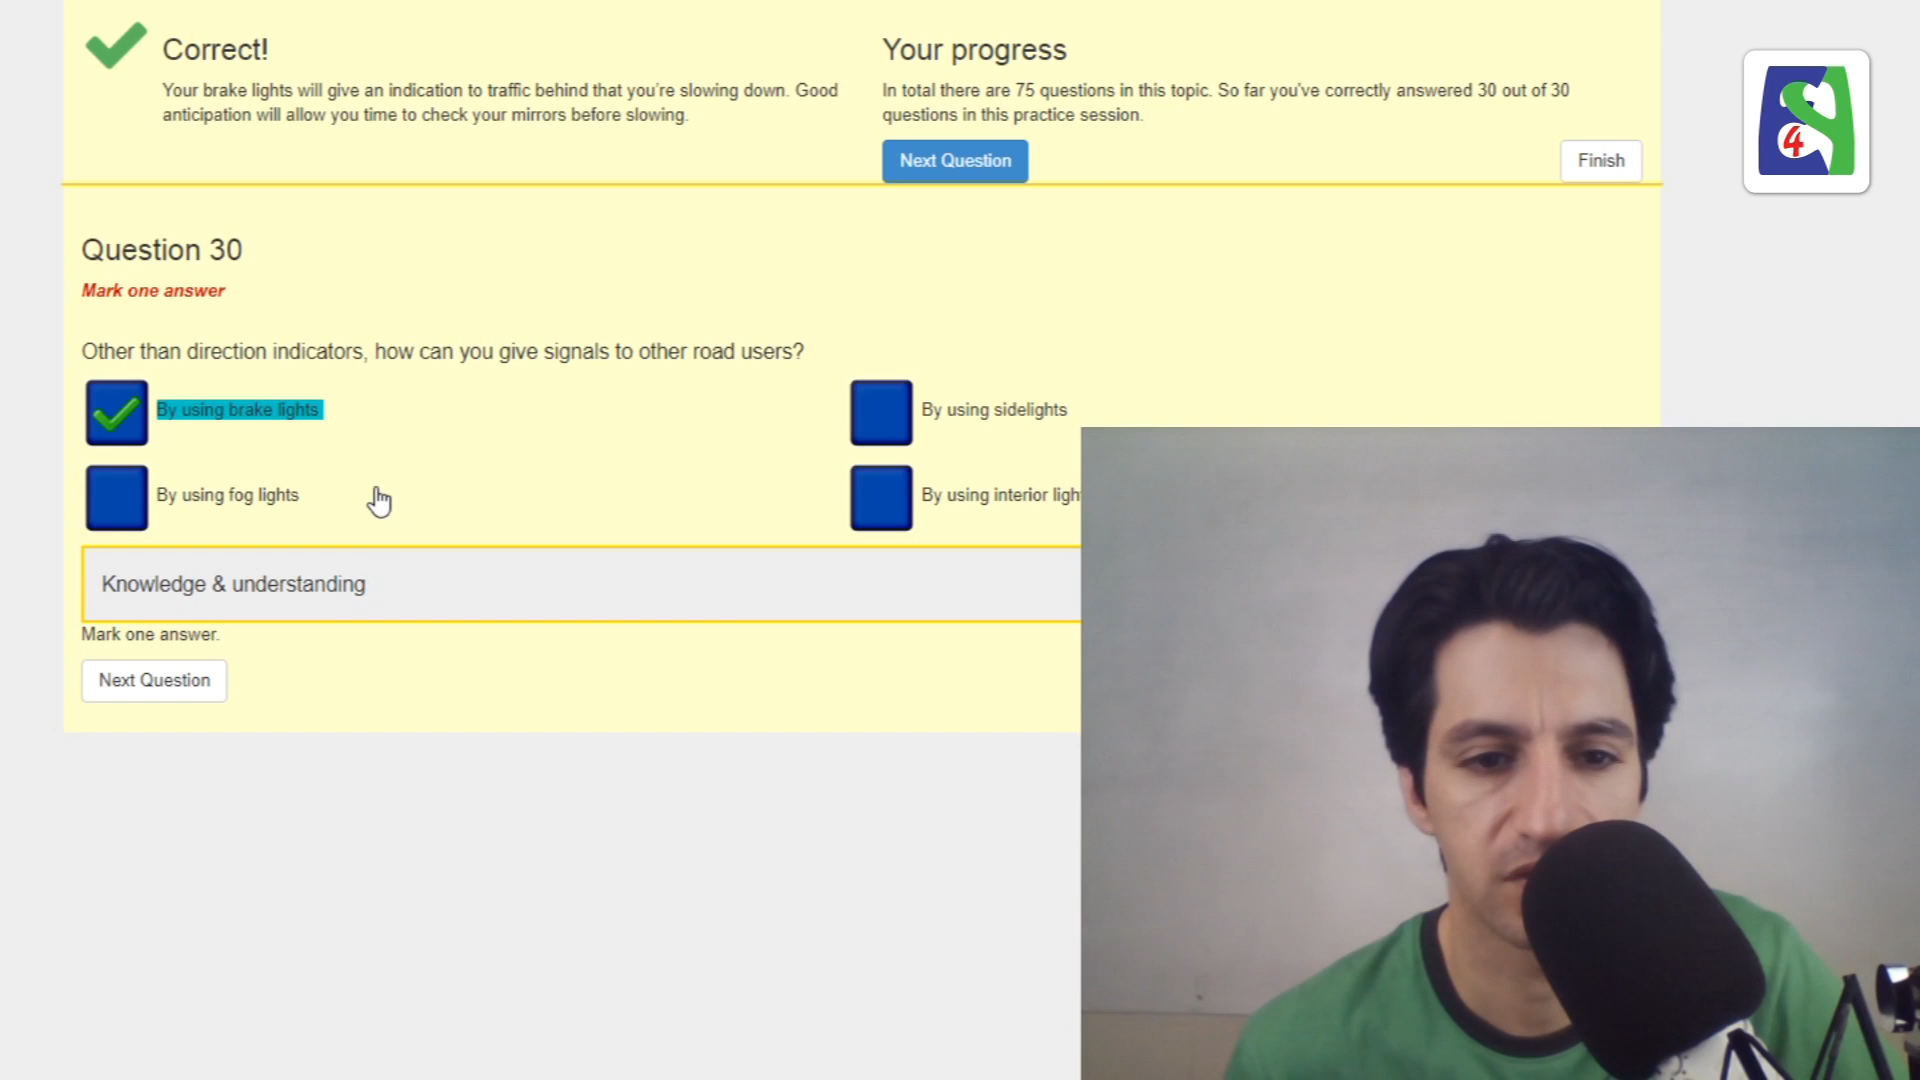 Correct!
Your brake lights will give an indication to traffic behind that you're slowing down. Good
anticipation will allow you time to check your mirrors before slowing.
Your progress
In total there are 75 questions in this topic. So far you've correctly answered 30 out of 30
questions in this practice session.
Next Question
Finish
4
Question 30
Mark one answer
Other than direction indicators, how can you give signals to other road users?
By using brake lights
By using sidelights
By using fog lights
By using interior
Knowledge & understanding
Mark one answer.
Next Question